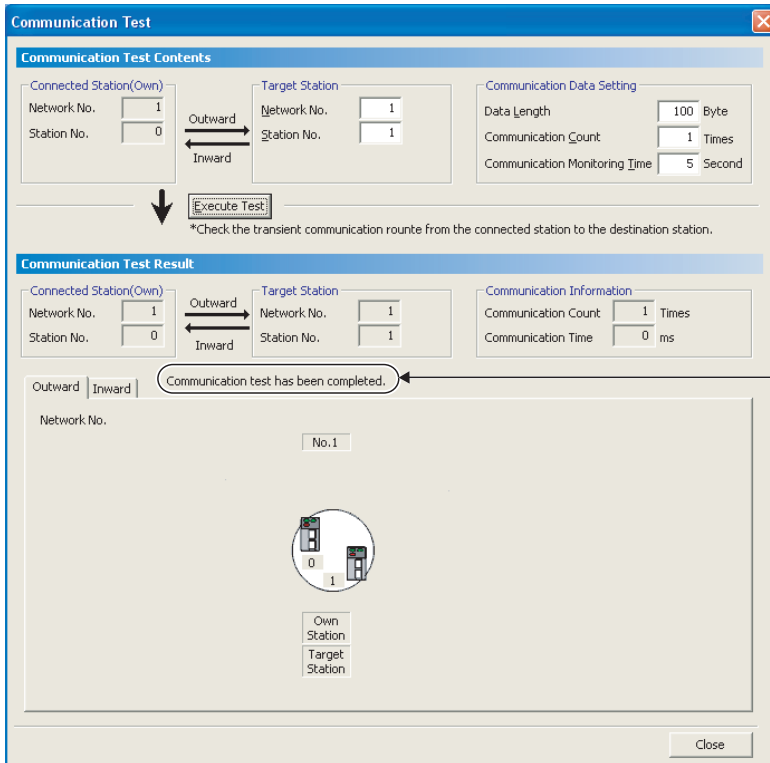 Communication Test
Communication Test Contents
Connected Station(Own)
Network No. 1
Station No. 0
Outward
Inward
Target Station
Network No. 1
Station No. 1
Communication Data Setting
Data Length 100 Byte
Communication Count 1 Times
Communication Monitoring Time 5 Second
Execute Test
*Check the transient communication rounte from the connected station to the destination station.
Communication Test Result
Connected Station(Own)
Network No. 1
Station No. 0
Outward
Inward
Target Station
Network No. 1
Station No. 1
Communication Information
Communication Count 1 Times
Communication Time 0 ms
Outward Inward
Communication test has been completed.
Network No.
No.1
0
1
Own
Station
Target
Station
Close